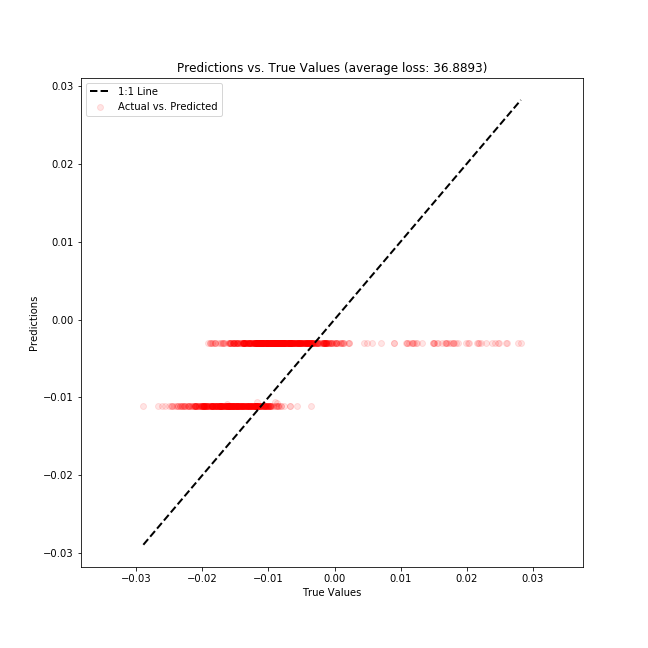 Predictions vs. True Values (average loss: 36.8893)
1:1 Line
Actual vs. Predicted
0.03
0.02
0.01
0.00
−0.01
−0.02
−0.03
Predictions
−0.03 −0.02 −0.01 0.00 0.01 0.02 0.03
True Values